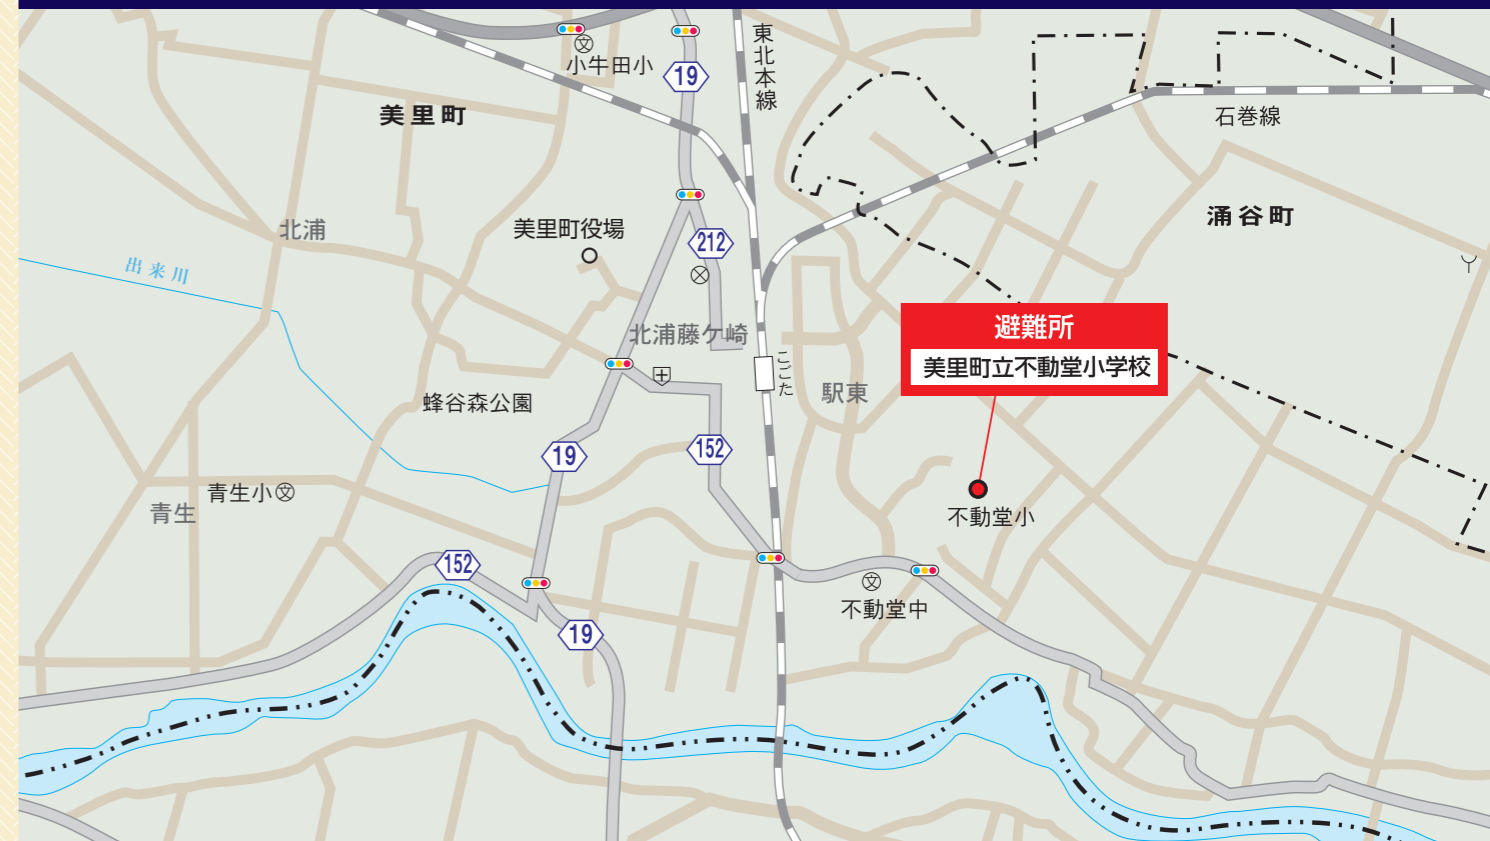 東北本線
小牛田小
19
美里町
石巻線
涌谷町
北浦
美里町役場
212
出来川
避難所
美里町立不動堂小学校
北浦藤ケ崎
こごた
駅東
蜂谷森公園
19
152
青生小
青生
不動堂小
152
不動堂中
19